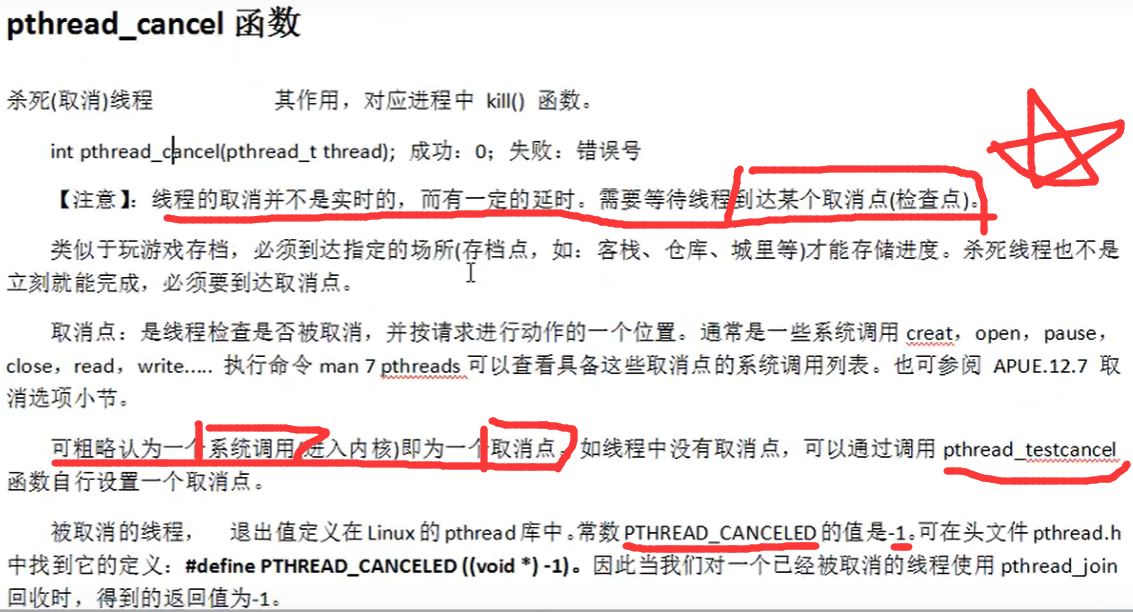 pthread_cancel 函数
杀死(取消)线程 其作用，对应进程中 kill() 函数。
int pthread_cancel(pthread_t thread); 成功：0；失败：错误号
【注意】：线程的取消并不是实时的，而有一定的延时。需要等待线程到达某个取消点(检查点)。
类似于玩游戏存档，必须到达指定的场所(存档点，如：客栈、仓库、城里等)才能存储进度。杀死线程也不是
立刻就能完成，必须要到达取消点。
取消点：是线程检查是否被取消，并按请求进行动作的一个位置。通常是一些系统调用 creat，open，pause，
close，read，write..... 执行命令 man 7 pthreads 可以查看具备这些取消点的系统调用列表。也可参阅 APUE.12.7 取
消选项小节。
可粗略认为一个系统调用(进入内核)即为一个取消点。如线程中没有取消点，可以通过调用 pthread_testcancel
函数自行设置一个取消点。
被取消的线程， 退出值定义在 Linux 的 pthread 库中。常数 PTHREAD_CANCELED 的值是-1。可在头文件 pthread.h
中找到它的定义：#define PTHREAD_CANCELED ((void *) -1)。因此当我们对一个已经被取消的线程使用 pthread_join
回收时，得到的返回值为-1。